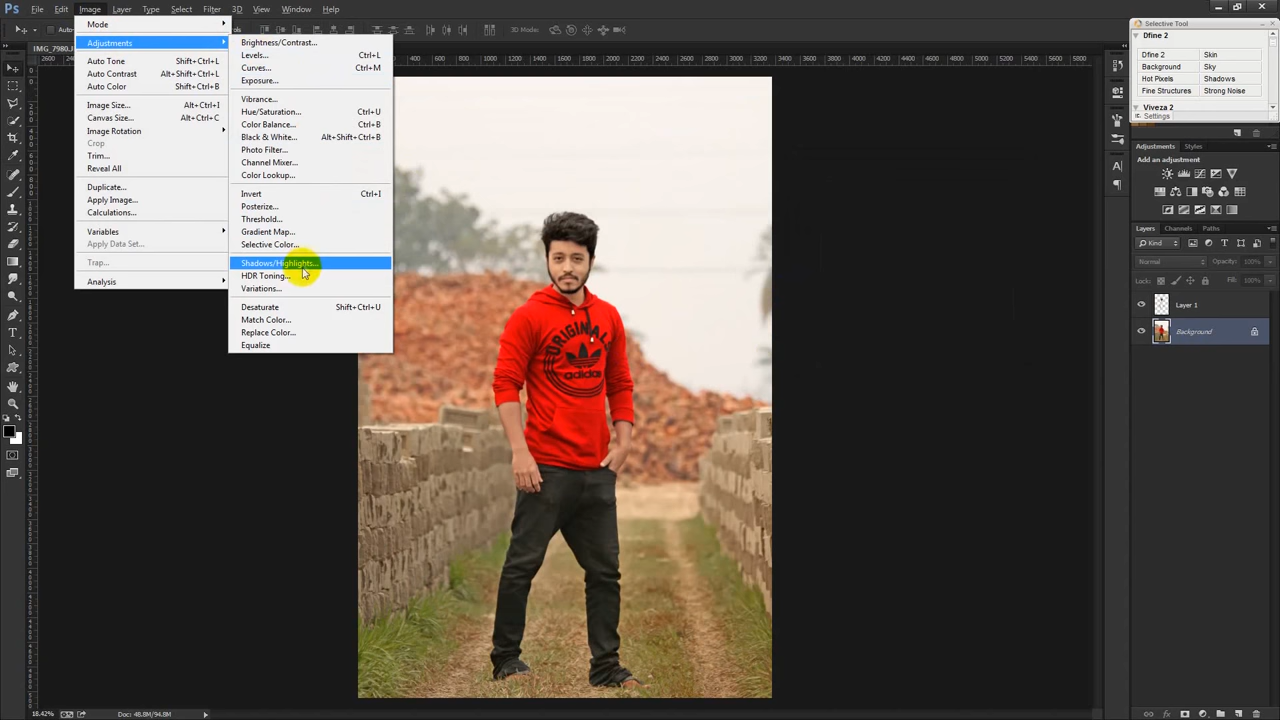 Ps File Edit Image Layer Type Select Filter 3D View Window Help
3D Mode:
Mode
Adjustments
Auto Tone Shift+Ctrl+L
Auto Contrast Alt+Shift+Ctrl+L
Auto Color Shift+Ctrl+B
Image Size... Alt+Ctrl+I
Canvas Size... Alt+Ctrl+C
Image Rotation
Crop
Trim...
Reveal All
Duplicate...
Apply Image...
Calculations...
Variables
Apply Data Set...
Trap...
Analysis
Brightness/Contrast...
Levels... Ctrl+L
Curves... Ctrl+M
Exposure...
Vibrance...
Hue/Saturation... Ctrl+U
Color Balance... Ctrl+B
Black & White... Alt+Shift+Ctrl+B
Photo Filter...
Channel Mixer...
Color Lookup...
Invert Ctrl+I
Posterize...
Threshold...
Gradient Map...
Selective Color...
Shadows/Highlights...
HDR Toning...
Variations...
Desaturate Shift+Ctrl+U
Match Color...
Replace Color...
Equalize
ORIGINAL
adidas
Selective Tool
Dfine 2
Dfine 2 Skin
Background Sky
Hot Pixels Shadows
Fine Structures Strong Noise
Viveza 2
Settings
Adjustments Styles
Add an adjustment
Layers Channels Paths
Kind
Lock: Fill: 100%
Layer 1
Background
18.42% Doc: 48.8M/94.8M